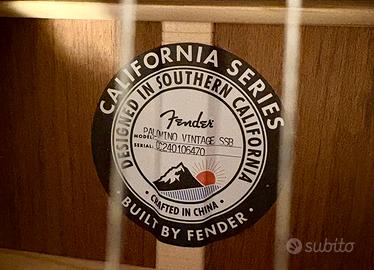 CALIFORNIA SERIES
DESIGNED IN SOUTHERN CALIFORNIA
Fender
MODEL: PALOMINO VINTAGE SSB
SERIAL: CC240106470
• CRAFTED IN CHINA •
• BUILT BY FENDER •
subito